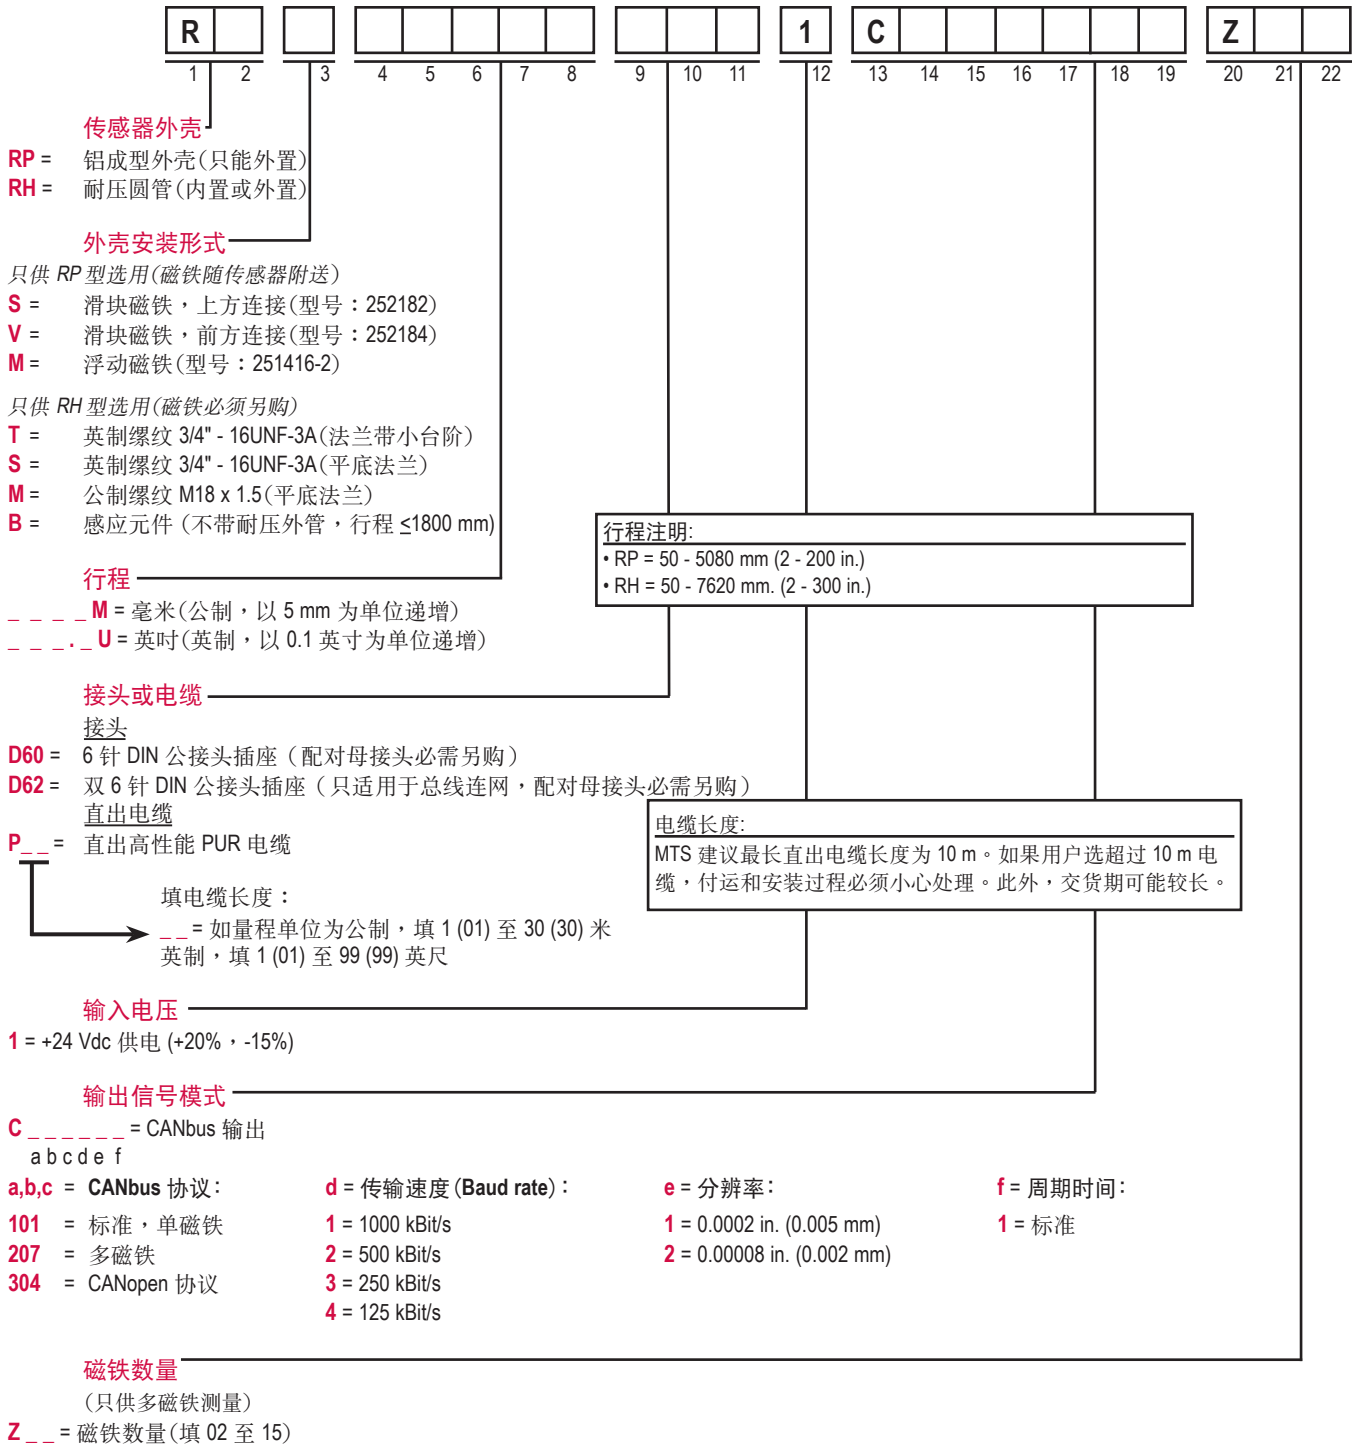 R 1 C Z
1 2 3 4 5 6 7 8 9 10 11 12 13 14 15 16 17 18 19 20 21 22
传感器外壳
RP = 铝成型外壳(只能外置)
RH = 耐压圆管(内置或外置)
外壳安装形式
只供 RP 型选用(磁铁随传感器附送)
S = 滑块磁铁，上方连接(型号：252182)
V = 滑块磁铁，前方连接(型号：252184)
M = 浮动磁铁(型号：251416-2)
只供 RH 型选用(磁铁必须另购)
T = 英制缧纹 3/4" - 16UNF-3A(法兰带小台阶)
S = 英制缧纹 3/4" - 16UNF-3A(平底法兰)
M = 公制缧纹 M18 x 1.5(平底法兰)
B = 感应元件 (不带耐压外管，行程 ≤1800 mm)
行程注明:
• RP = 50 - 5080 mm (2 - 200 in.)
• RH = 50 - 7620 mm. (2 - 300 in.)
行程
_ _ _ _ M = 毫米(公制，以 5 mm 为单位递增)
_ _ _ . _ U = 英吋(英制，以 0.1 英寸为单位递增)
接头或电缆
接头
D60 = 6 针 DIN 公接头插座 (配对母接头必需另购)
D62 = 双 6 针 DIN 公接头插座 (只适用于总线连网，配对母接头必需另购)
直出电缆
P_ _ = 直出高性能 PUR 电缆
电缆长度:
MTS 建议最长直出电缆长度为 10 m。如果用户选超过 10 m 电
缆，付运和安装过程必须小心处理。此外，交货期可能较长。
填电缆长度：
_ _ = 如量程单位为公制，填 1 (01) 至 30 (30) 米
英制，填 1 (01) 至 99 (99) 英尺
输入电压
1 = +24 Vdc 供电 (+20%，-15%)
输出信号模式
C _ _ _ _ _ _ = CANbus 输出
a b c d e f
a,b,c = CANbus 协议: d = 传输速度(Baud rate): e = 分辨率: f = 周期时间:
101 = 标准，单磁铁 1 = 1000 kBit/s 1 = 0.0002 in. (0.005 mm) 1 = 标准
207 = 多磁铁 2 = 500 kBit/s 2 = 0.00008 in. (0.002 mm)
304 = CANopen 协议 3 = 250 kBit/s
4 = 125 kBit/s
磁铁数量
(只供多磁铁测量)
Z _ _ = 磁铁数量(填 02 至 15)